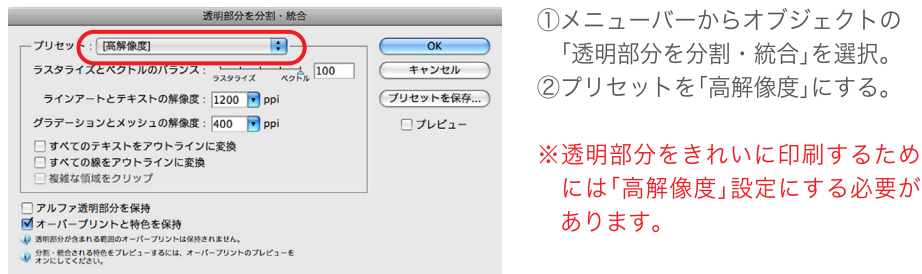 透明部分を分割・統合
プリセット： [高解像度]
OK
ラスタライズとベクトルのバランス： 100
ラスタライズ ベクトル
キャンセル
ラインアートとテキストの解像度： 1200 ppi
プリセットを保存...
グラデーションとメッシュの解像度： 400 ppi
プレビュー
すべてのテキストをアウトラインに変換
すべての線をアウトラインに変換
複雑な領域をクリップ
アルファ透明部分を保持
オーバープリントと特色を保持
透明部分が含まれる範囲のオーバープリントは保持されません。
分割・統合される特色をプレビューするには、オーバープリントのプレビューを
オンにしてください。
①メニューバーからオブジェクトの
「透明部分を分割・統合」を選択。
②プリセットを「高解像度」にする。
※透明部分をきれいに印刷するため
には「高解像度」設定にする必要が
あります。